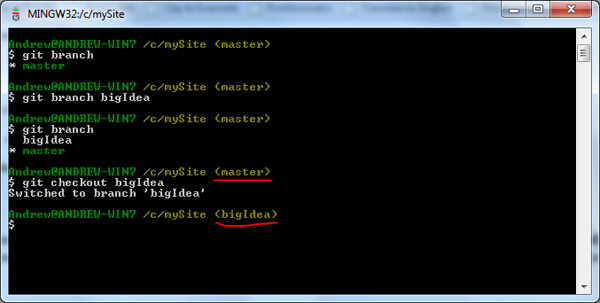 MINGW32:/c/mySite
Andrew@ANDREW-WIN7 /c/mySite (master)
$ git branch
* master
Andrew@ANDREW-WIN7 /c/mySite (master)
$ git branch bigIdea
Andrew@ANDREW-WIN7 /c/mySite (master)
$ git branch
bigIdea
* master
Andrew@ANDREW-WIN7 /c/mySite (master)
$ git checkout bigIdea
Switched to branch 'bigIdea'
Andrew@ANDREW-WIN7 /c/mySite (bigIdea)
$